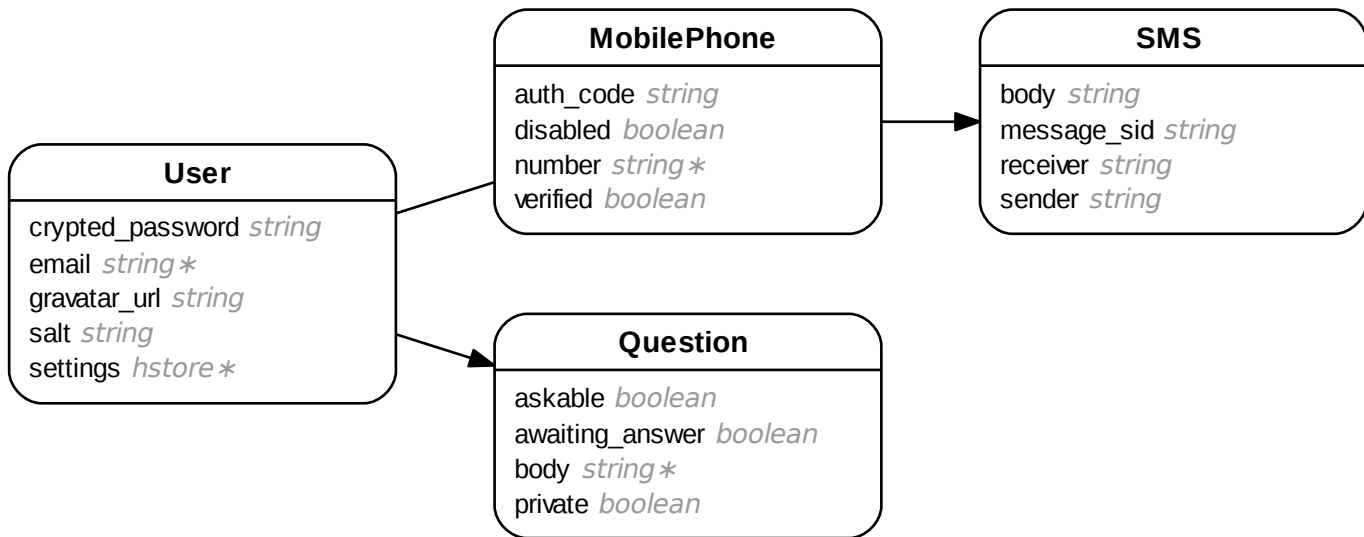 User
crypted_password string
email string∗
gravatar_url string
salt string
settings hstore∗
MobilePhone
auth_code string
disabled boolean
number string∗
verified boolean
SMS
body string
message_sid string
receiver string
sender string
Question
askable boolean
awaiting_answer boolean
body string∗
private boolean